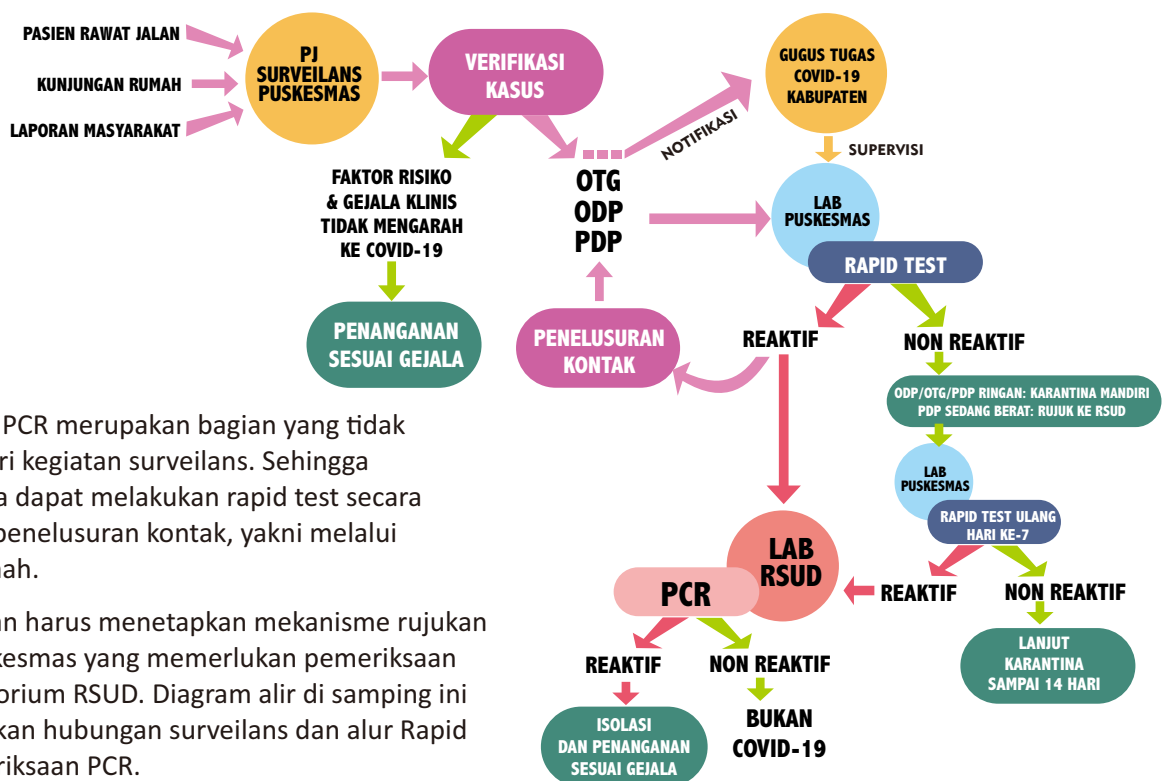 PASIEN RAWAT JALAN
KUNJUNGAN RUMAH
LAPORAN MASYARAKAT
PJ
SURVEILANS
PUSKESMAS
VERIFIKASI
KASUS
GUGUS TUGAS
COVID-19
KABUPATEN
NOTIFIKASI
SUPERVISI
FAKTOR RISIKO
& GEJALA KLINIS
TIDAK MENGARAH
KE COVID-19
OTG
ODP
PDP
LAB
PUSKESMAS
RAPID TEST
PENANGANAN
SESUAI GEJALA
PENELUSURAN
KONTAK
REAKTIF
NON REAKTIF
ODP/OTG/PDP RINGAN: KARANTINA MANDIRI
PDP SEDANG BERAT: RUJUK KE RSUD
LAB
PUSKESMAS
RAPID TEST ULANG
HARI KE-7
REAKTIF
NON REAKTIF
LANJUT
KARANTINA
SAMPAI 14 HARI
LAB
RSUD
PCR
REAKTIF
NON REAKTIF
ISOLASI
DAN PENANGANAN
SESUAI GEJALA
BUKAN
COVID-19
PCR merupakan bagian yang tidak
ri kegiatan surveilans. Sehingga
a dapat melakukan rapid test secara
penelusuran kontak, yakni melalui
nah.
an harus menetapkan mekanisme rujukan
kesmas yang memerlukan pemeriksaan
torium RSUD. Diagram alir di samping ini
kan hubungan surveilans dan alur Rapid
riksaan PCR.